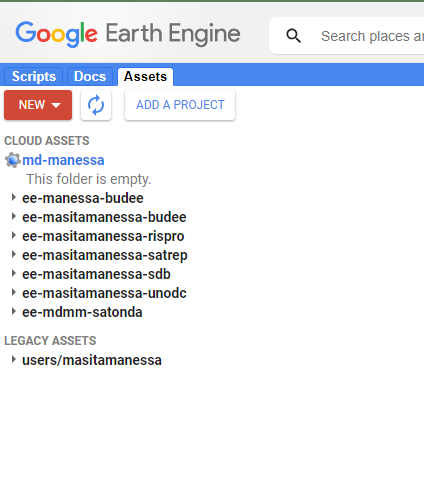 Google Earth Engine
Search places an
Scripts Docs Assets
NEW ADD A PROJECT
CLOUD ASSETS
md-manessa
This folder is empty.
ee-manessa-budee
ee-masitamanessa-budee
ee-masitamanessa-rispro
ee-masitamanessa-satrep
ee-masitamanessa-sdb
ee-masitamanessa-unodc
ee-mdmm-satonda
LEGACY ASSETS
users/masitamanessa